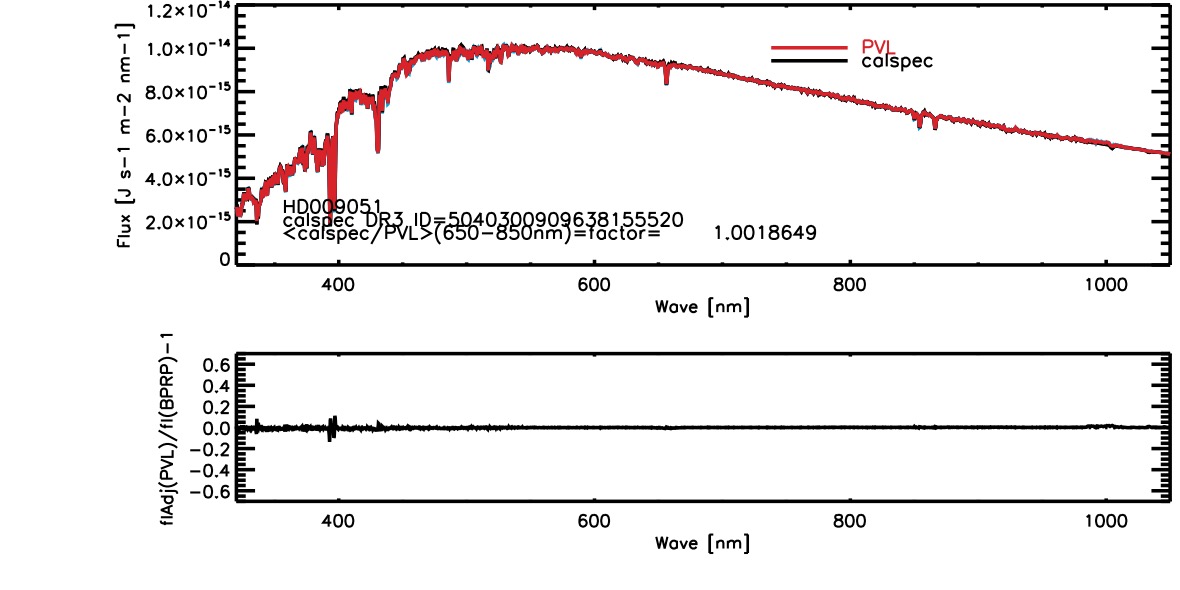 1.2×10−14
1.0×10−14
8.0×10−15
6.0×10−15
4.0×10−15
2.0×10−15
0
Flux [J s−1 m−2 nm−1]
PVL
calspec
HD009051
calspec DR3 ID=5040300909638155520
<calspec/PVL>(650−850nm)=factor= 1.0018649
400 600 800 1000
Wave [nm]
0.6
0.4
0.2
0.0
−0.2
−0.4
−0.6
flAdj(PVL)/fl(BPRP)−1
400 600 800 1000
Wave [nm]